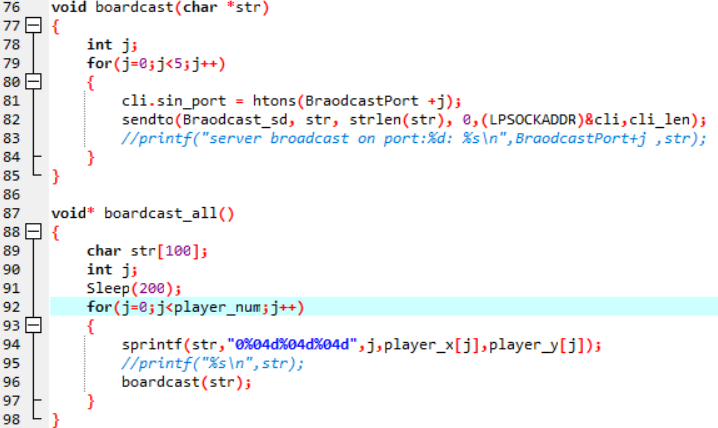 76 void boardcast(char *str)
77 {
78     int j;
79     for(j=0;j<5;j++)
80     {
81         cli.sin_port = htons(BraodcastPort +j);
82         sendto(Braodcast_sd, str, strlen(str), 0,(LPSOCKADDR)&cli,cli_len);
83         //printf("server broadcast on port:%d: %s\n",BraodcastPort+j ,str);
84     }
85 }
86
87 void* boardcast_all()
88 {
89     char str[100];
90     int j;
91     Sleep(200);
92     for(j=0;j<player_num;j++)
93     {
94         sprintf(str,"0%04d%04d%04d",j,player_x[j],player_y[j]);
95         //printf("%s\n",str);
96         boardcast(str);
97     }
98 }